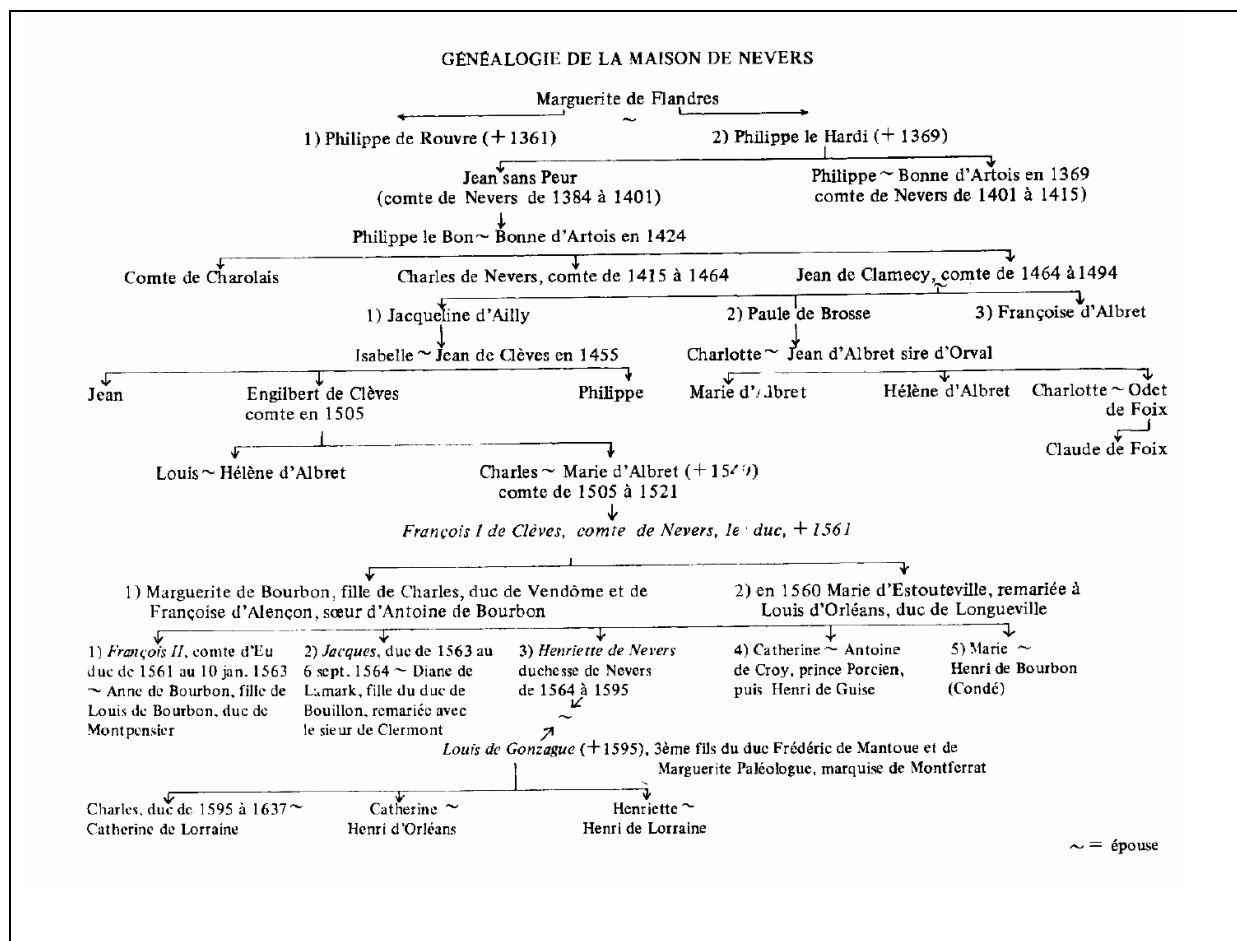 GÉNÉALOGIE DE LA MAISON DE NEVERS
Marguerite de Flandres
~
1) Philippe de Rouvre (+ 1361) 2) Philippe le Hardi (+ 1369)
Jean sans Peur Philippe ~ Bonne d'Artois en 1369
(comte de Nevers de 1384 à 1401) comte de Nevers de 1401 à 1415)
Philippe le Bon ~ Bonne d'Artois en 1424
Comte de Charolais Charles de Nevers, comte de 1415 à 1464 Jean de Clamecy, comte de 1464 à 1494
~
1) Jacqueline d'Ailly 2) Paule de Brosse 3) Françoise d'Albret
Isabelle ~ Jean de Clèves en 1455 Charlotte ~ Jean d'Albret sire d'Orval
Jean Engilbert de Clèves Philippe Marie d'Albret Hélène d'Albret Charlotte ~ Odet
comte en 1505 de Foix
Claude de Foix
Louis ~ Hélène d'Albret Charles ~ Marie d'Albret (+
comte de 1505 à 1521
François I de Clèves, comte de Nevers, duc, + 1561
1) Marguerite de Bourbon, fille de Charles, duc de Vendôme et de 2) en 1560 Marie d'Estouteville, remariée à
Françoise d'Alençon, sœur d'Antoine de Bourbon Louis d'Orléans, duc de Longueville
1) François II, comte d'Eu 2) Jacques, duc de 1563 au 3) Henriette de Nevers 4) Catherine ~ Antoine 5) Marie ~
duc de 1561 au 10 jan. 1563 6 sept. 1564 ~ Diane de duchesse de Nevers de Croy, prince Porcien, Henri de Bourbon
~ Anne de Bourbon, fille de Lamark, fille du duc de de 1564 à 1595 puis Henri de Guise (Condé)
Louis de Bourbon, duc de Bouillon, remariée avec ~
Montpensier le sieur de Clermont
Louis de Gonzague (+1595), 3ème fils du duc Frédéric de Mantoue et de
Marguerite Paléologue, marquise de Montferrat
Charles, duc de 1595 à 1637 ~ Catherine ~ Henriette ~
Catherine de Lorraine Henri d'Orléans Henri de Lorraine
~ = épouse